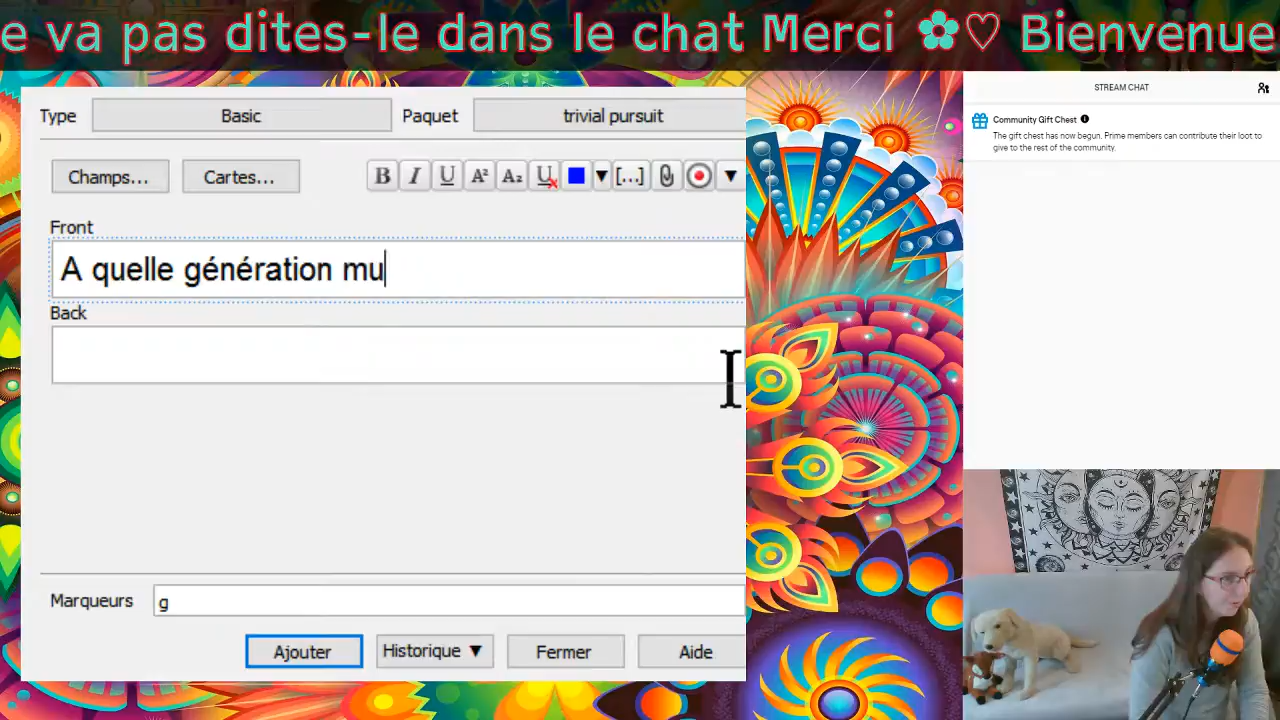 e va pas dites-le dans le chat Merci ✿♡ Bienvenue
Type Basic Paquet trivial pursuit
Champs... Cartes... B I U A² A₂ U [...]
Front
A quelle génération mu
Back
Marqueurs g
Ajouter Historique ▼ Fermer Aide
STREAM CHAT
Community Gift Chest
The gift chest has now begun. Prime members can contribute their loot to
give to the rest of the community.